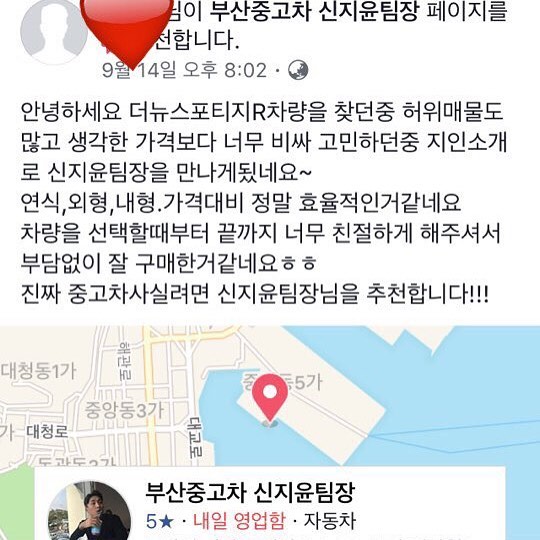 님이 부산중고차 신지윤팀장 페이지를
추천합니다.
9월 14일 오후 8:02 ·
안녕하세요 더뉴스포티지R차량을 찾던중 허위매물도
많고 생각한 가격보다 너무 비싸 고민하던중 지인소개
로 신지윤팀장을 만나게됬네요~
연식,외형,내형.가격대비 정말 효율적인거같네요
차량을 선택할때부터 끝까지 너무 친절하게 해주셔서
부담없이 잘 구매한거같네요ㅎㅎ
진짜 중고차사실려면 신지윤팀장님을 추천합니다!!!
대청동1가
해관로
중앙동3가
대청로
대교로
중앙동5가
동광동2가
부산중고차 신지윤팀장
5★ · 내일 영업함 · 자동차